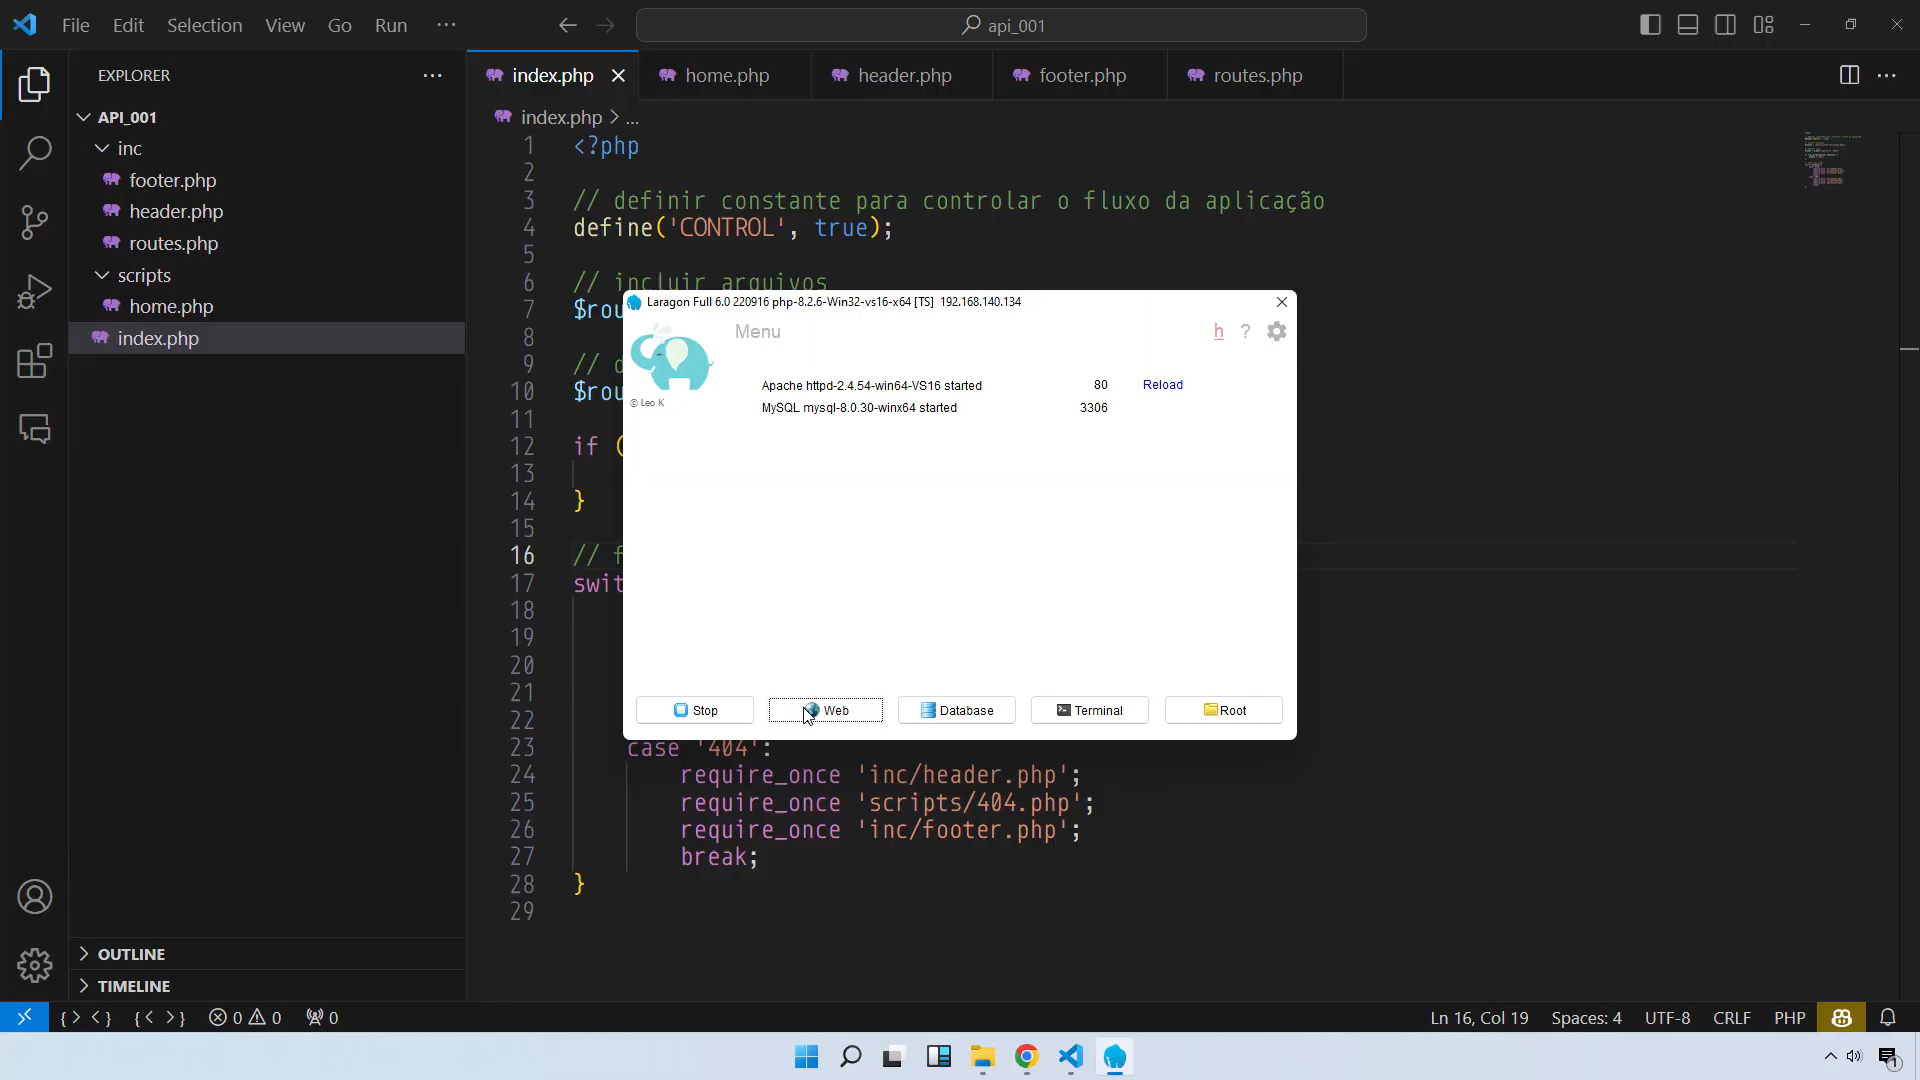 File Edit Selection View Go Run ···
api_001
EXPLORER
API_001
inc
footer.php
header.php
routes.php
scripts
home.php
index.php
OUTLINE
TIMELINE
index.php home.php header.php footer.php routes.php
index.php > ...
1 <?php
2
3 // definir constante para controlar o fluxo da aplicação
4 define('CONTROL', true);
5
6 // incluir arquivos
7 $rou
8
9 //
10 $rou
11
12 if (
13
14 }
15
16 // f
17 swit
18
19
20
21
22
23 case '404':
24 require_once 'inc/header.php';
25 require_once 'scripts/404.php';
26 require_once 'inc/footer.php';
27 break;
28 }
29
Laragon Full 6.0 220916 php-8.2.6-Win32-vs16-x64 [TS] 192.168.140.134
Menu
h ?
© Leo K
Apache httpd-2.4.54-win64-VS16 started 80 Reload
MySQL mysql-8.0.30-winx64 started 3306
Stop Web Database Terminal Root
0 0 0
Ln 16, Col 19 Spaces: 4 UTF-8 CRLF PHP
1